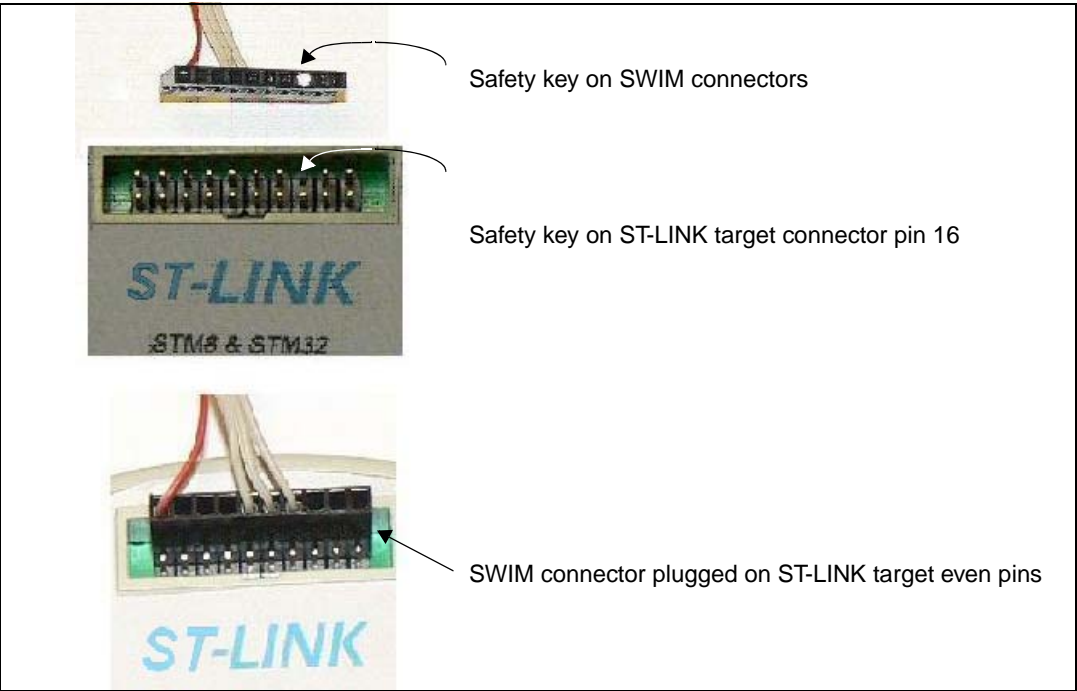 Safety key on SWIM connectors
Safety key on ST-LINK target connector pin 16
ST-LINK
STM8 & STM32
SWIM connector plugged on ST-LINK target even pins
ST-LINK